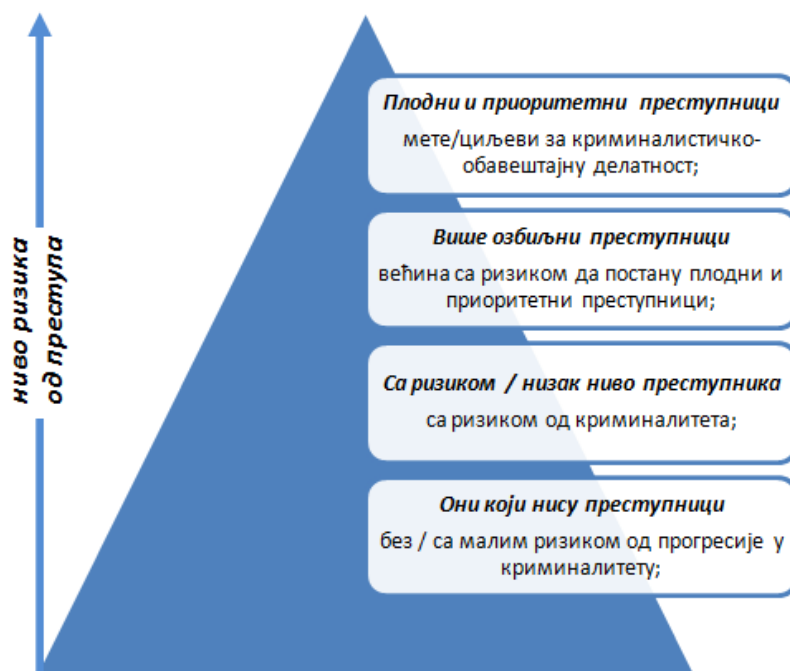 ниво ризика
од преступа
Плодни и приоритетни преступници
мете/циљеви за криминалистичко-
обавештајну делатност;
Више озбиљни преступници
већина са ризиком да постану плодни и
приоритетни преступници;
Са ризиком / низак ниво преступника
са ризиком од криминалитета;
Они који нису преступници
без / са малим ризиком од прогресије у
криминалитету;